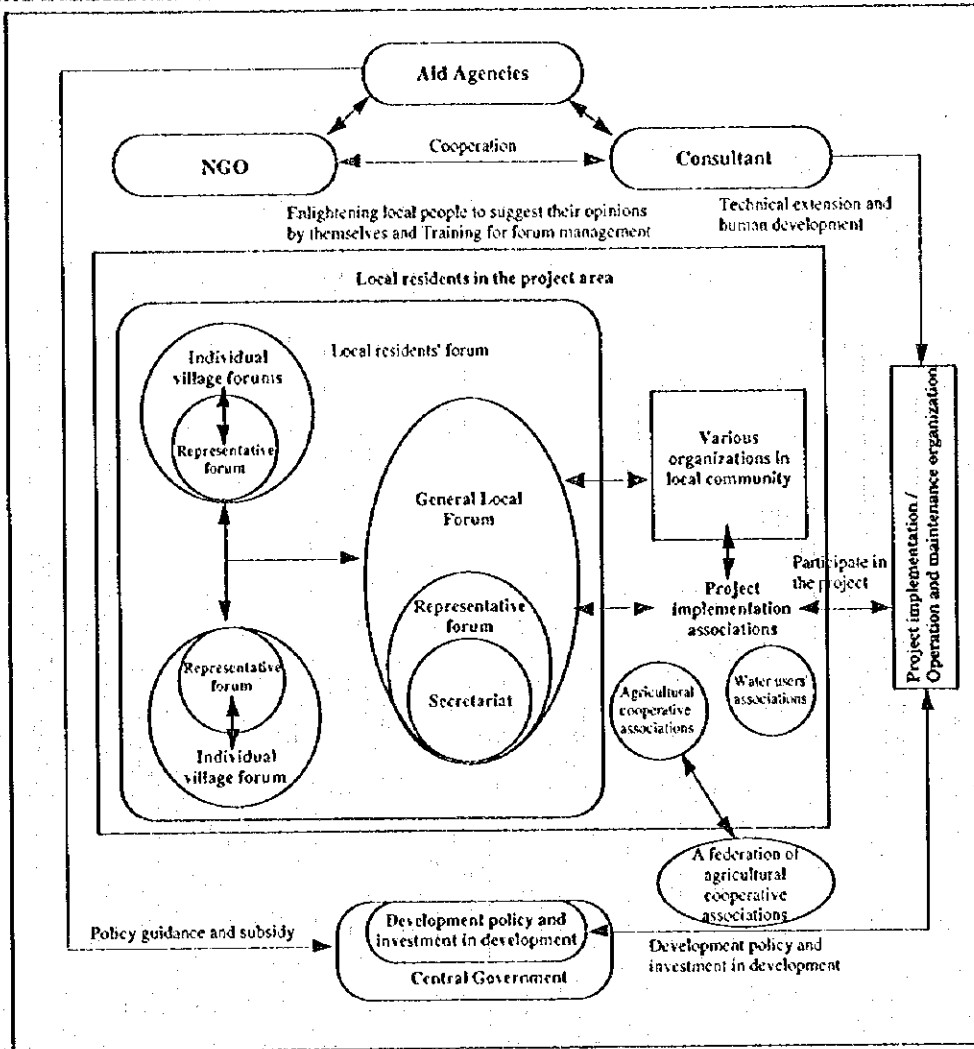 Aid Agencies
NGO
Cooperation
Consultant
Enlightening local people to suggest their opinions
by themselves and Training for forum management
Technical extension and
human development
Local residents in the project area
Local residents' forum
Individual
village forums
Representative
forum
General Local
Forum
Representative
forum
Secretariat
Representative
forum
Individual
village forum
Various
organizations in
local community
Project
implementation
associations
Participate in
the project
Agricultural
cooperative
associations
Water users'
associations
Project implementation /
Operation and maintenance organization
A federation of
agricultural
cooperative
associations
Policy guidance and subsidy
Development policy and
investment in development
Central Government
Development policy and
investment in development